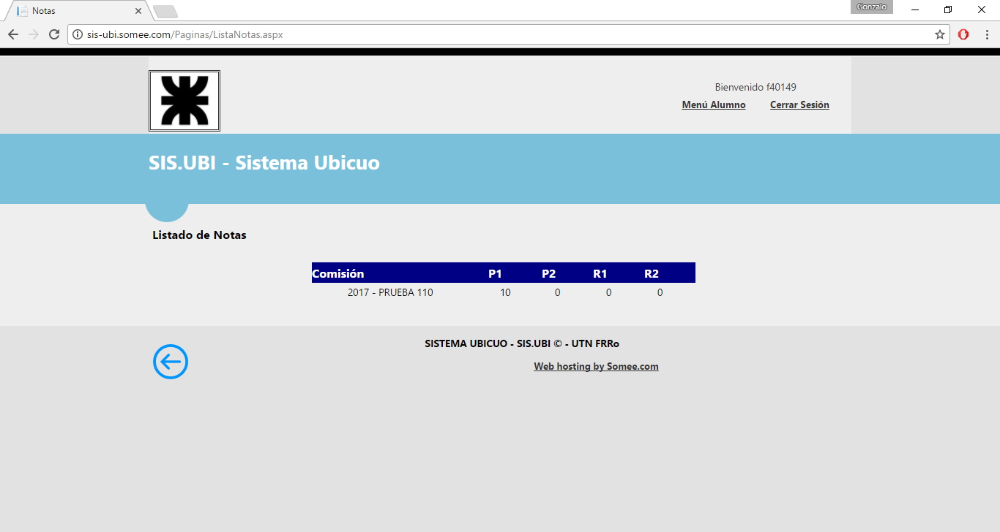 Notas
Gonzalo
sis-ubi.somee.com/Paginas/ListaNotas.aspx
Bienvenido f40149
Menú Alumno Cerrar Sesión
SIS.UBI - Sistema Ubicuo
Listado de Notas
Comisión P1 P2 R1 R2
2017 - PRUEBA 110 10 0 0 0
SISTEMA UBICUO - SIS.UBI © - UTN FRRo
Web hosting by Somee.com